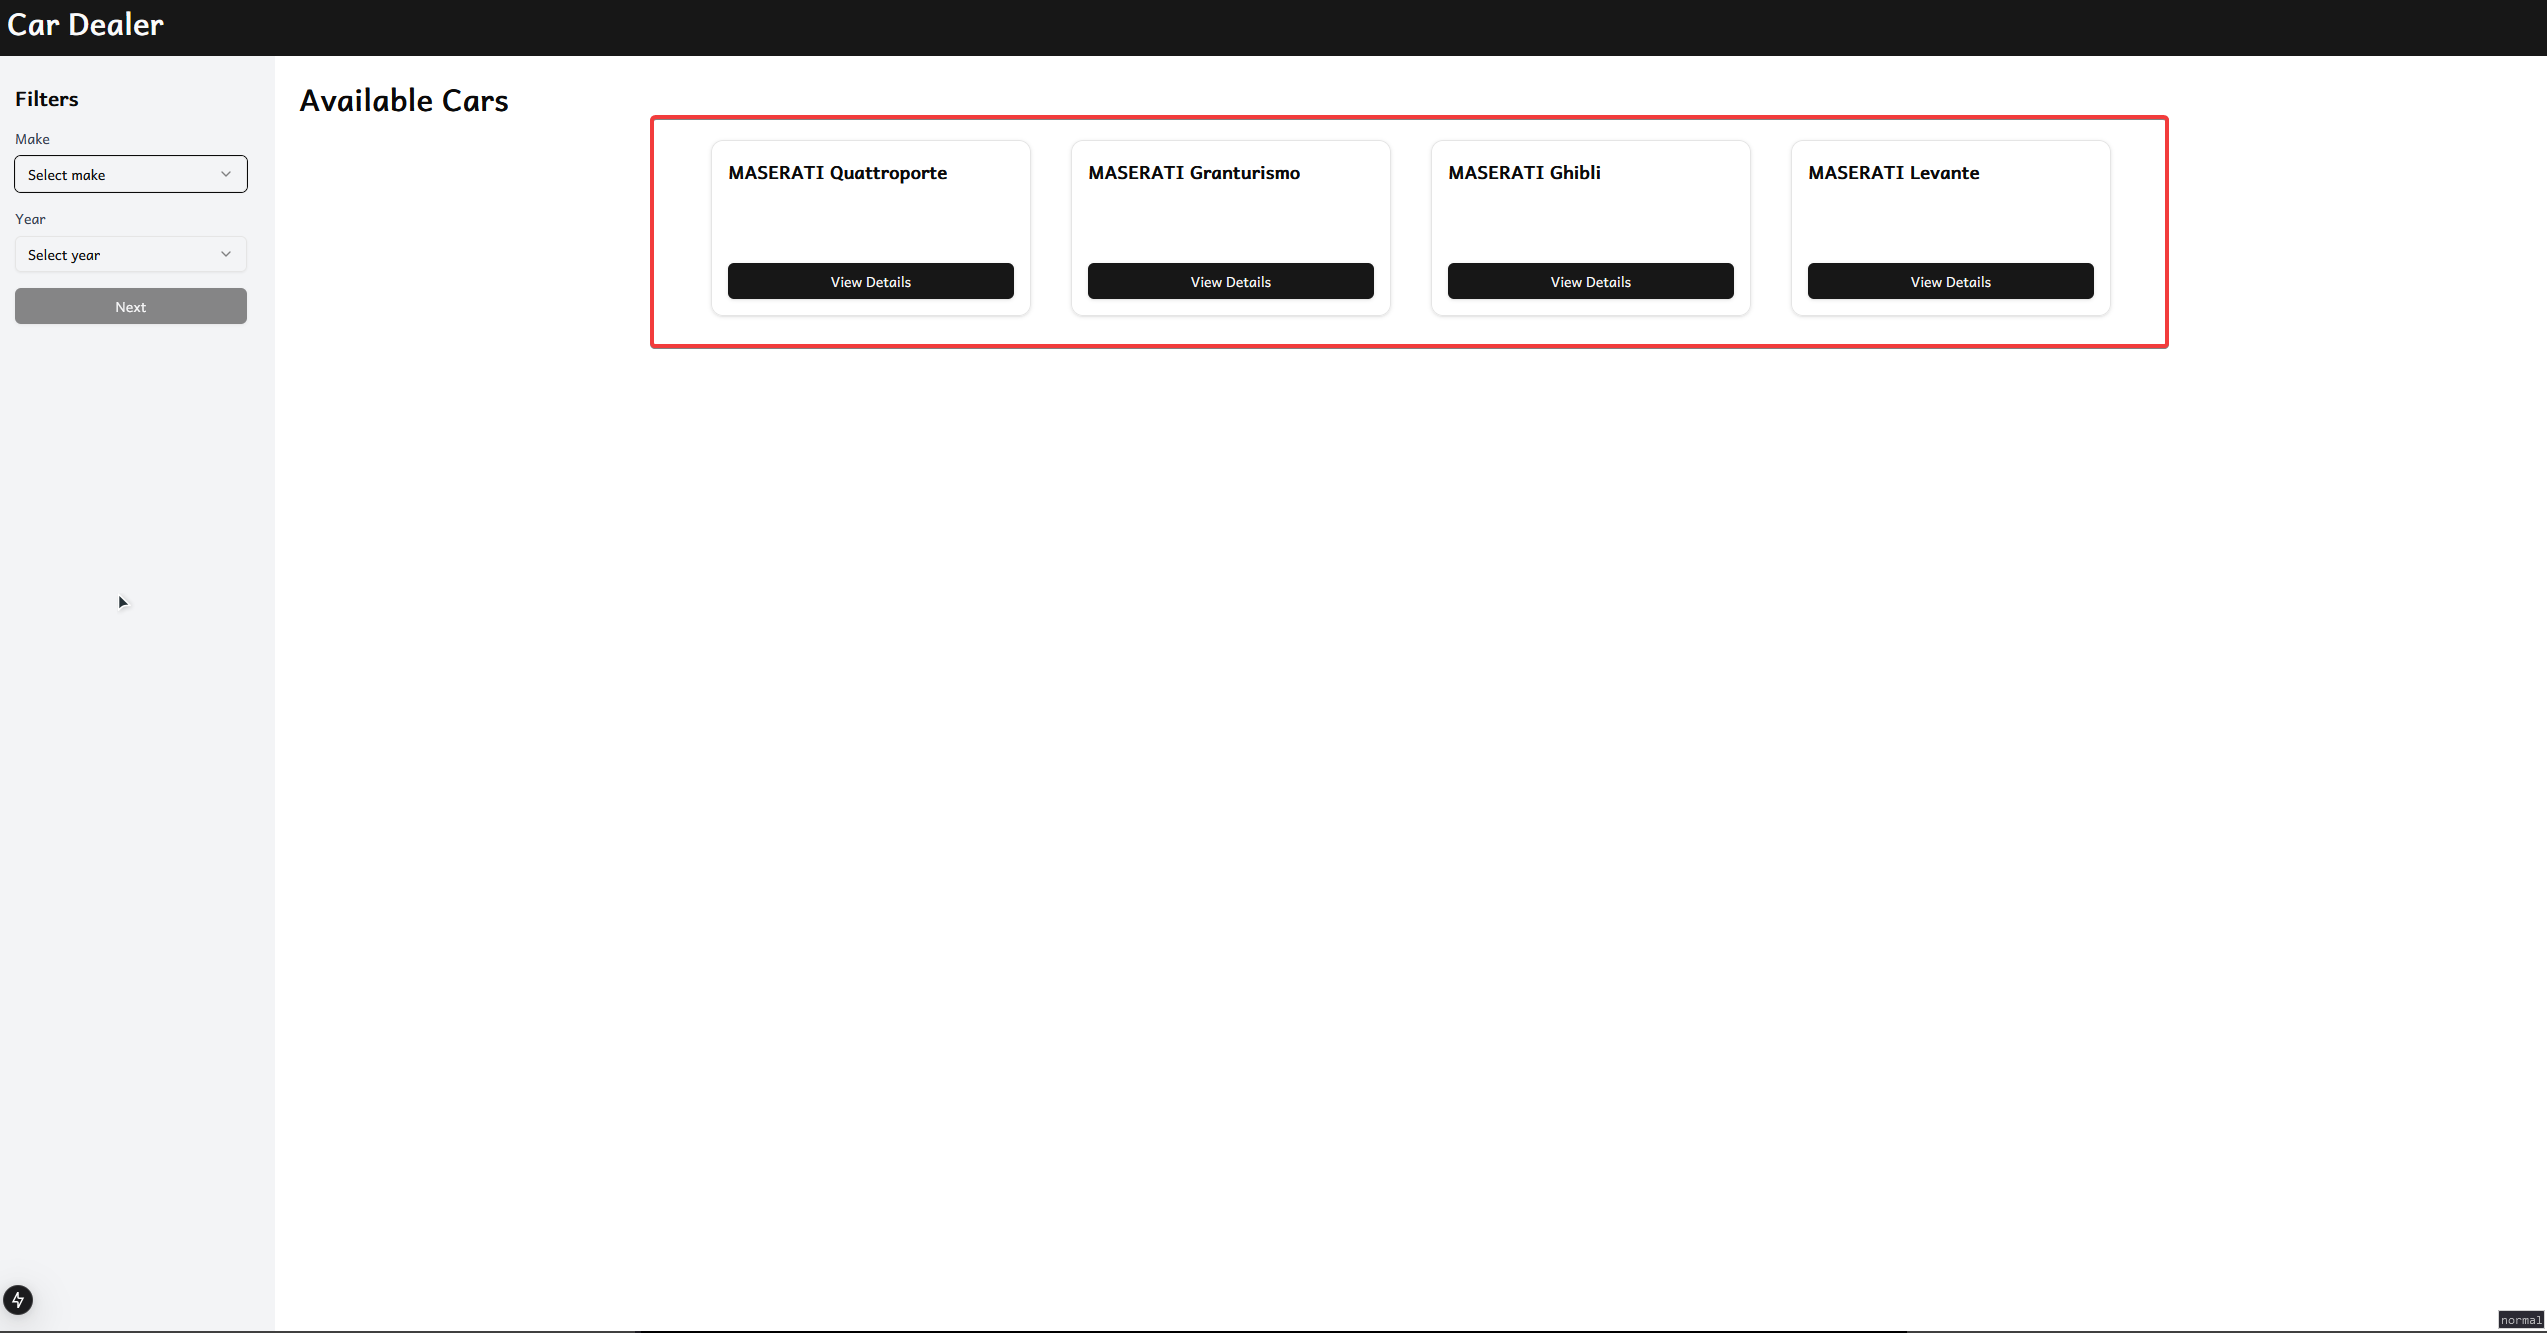 Car Dealer
Filters
Make
Select make
Year
Select year
Next
Available Cars
MASERATI Quattroporte
View Details
MASERATI Granturismo
View Details
MASERATI Ghibli
View Details
MASERATI Levante
View Details
normal